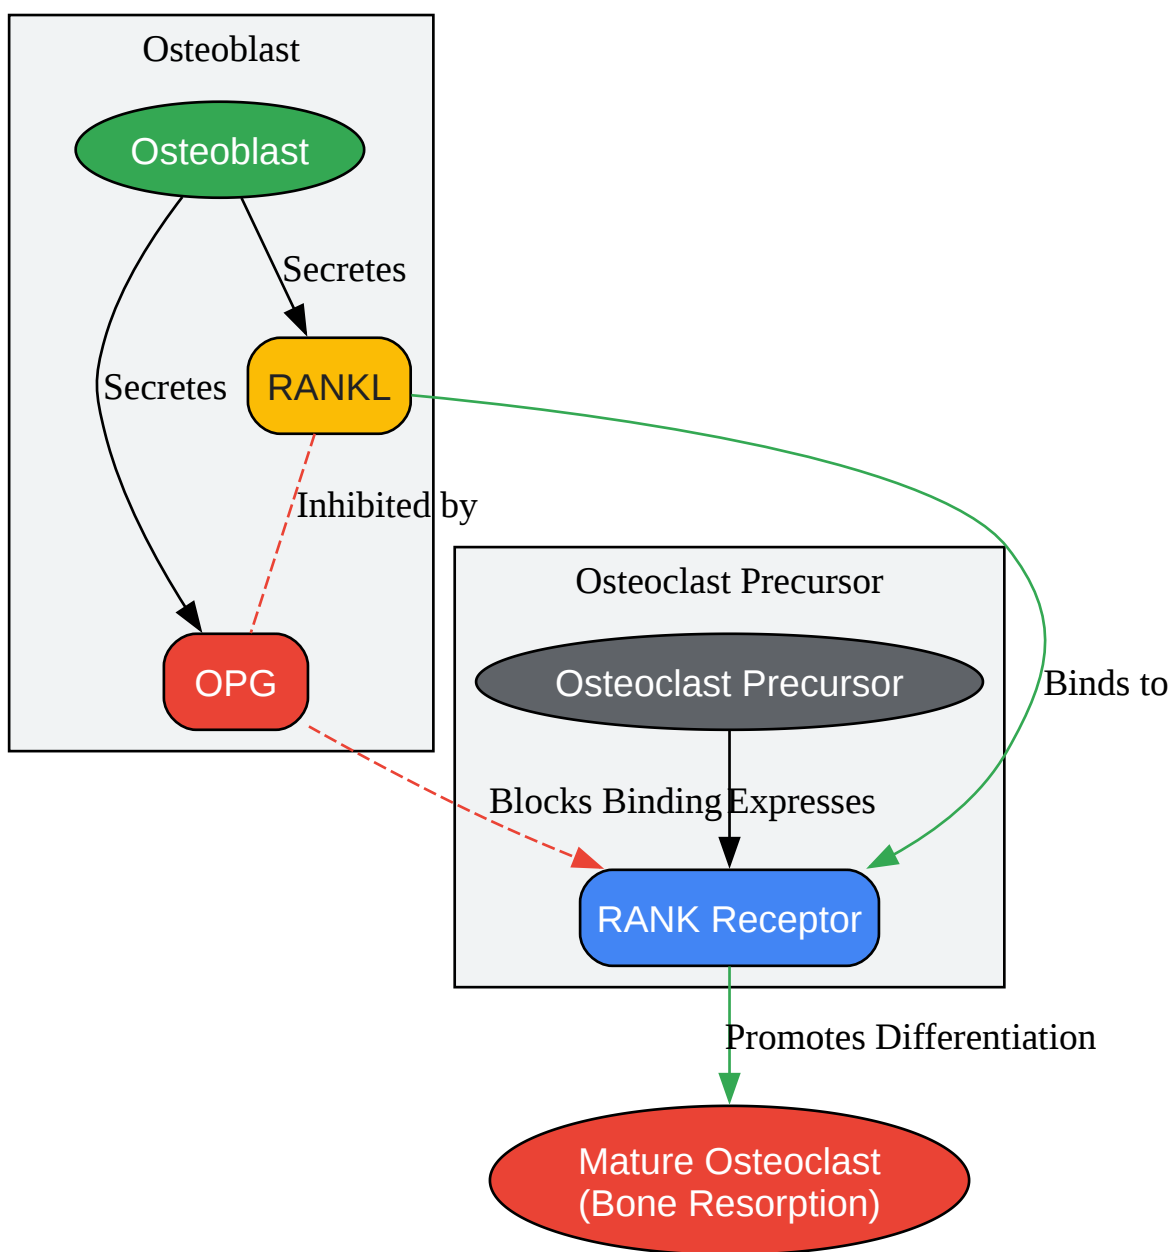 Osteoblast
Osteoblast
Secretes
Secretes
RANKL
Inhibited by
Osteoclast Precursor
OPG
Osteoclast Precursor
Binds to
Blocks Binding
Expresses
RANK Receptor
Promotes Differentiation
Mature Osteoclast
(Bone Resorption)